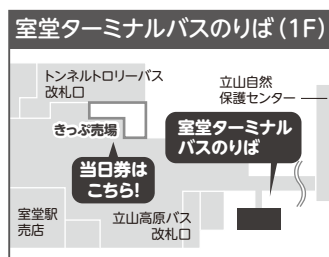 室堂ターミナルバスのりば（1F）
トンネルトロリーバス
改札口
立山自然
保護センター
きっぷ売場
室堂ターミナル
バスのりば
当日券は
こちら!
室堂駅
売店
立山高原バス
改札口